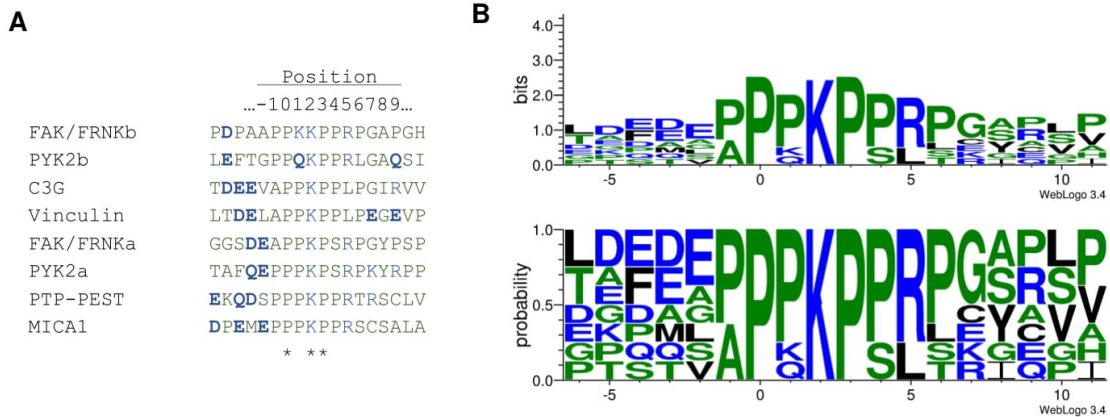 A
Position
…-10123456789…
FAK/FRNKb PDPAAPPKKPPRPGAPGH
PYK2b LEFTGPPQKPPRLGAQSI
C3G TDEEVAPPKPPLPGIRVV
Vinculin LTDELAPPKPPLPEGEVP
FAK/FRNKa GGSDEAPPKPSRPGYPSP
PYK2a TAFQEPPPKPSRPKYRPP
PTP-PEST EKQDSPPPKPPRTRSCLV
MICA1 DPEMEPPPKPPRSCSALA
* **
B
bits
4.0
3.0
2.0
1.0
0.0
LDEDEPPPKPPRPGAPLP
-5 0 5 10
WebLogo 3.4
probability
1.0
0.5
0.0
LDEDEPPPKPPRPGAPLP
-5 0 5 10
WebLogo 3.4